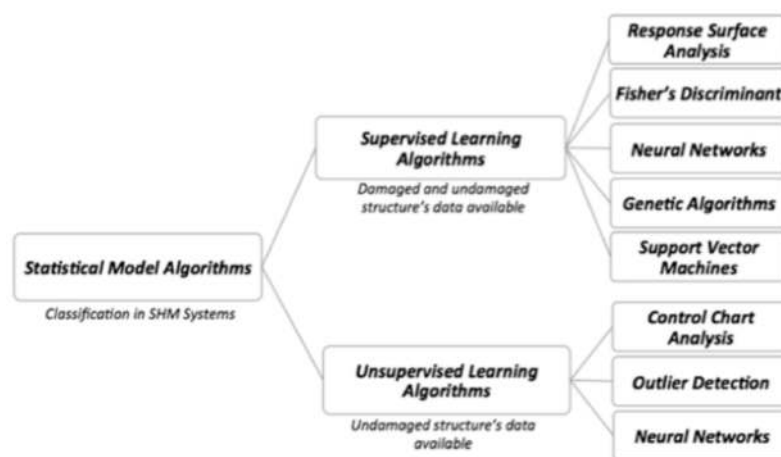 Response Surface
Analysis
Fisher's Discriminant
Supervised Learning
Algorithms
Neural Networks
Damaged and undamaged
structure's data available
Genetic Algorithms
Support Vector
Machines
Statistical Model Algorithms
Classification in SHM Systems
Control Chart
Analysis
Unsupervised Learning
Algorithms
Outlier Detection
Undamaged structure's data
available
Neural Networks